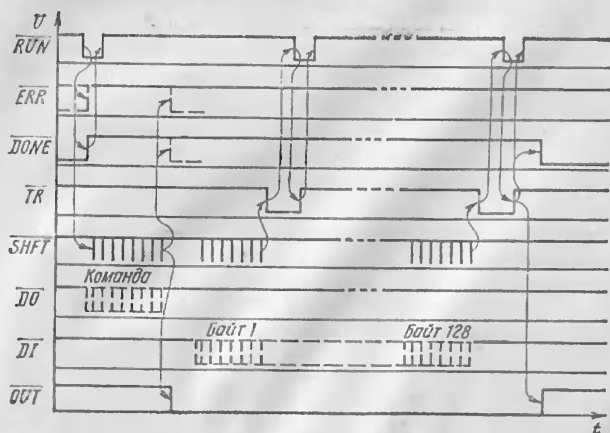 U
RUN
ERR
DONE
TR
SHFT
Команда
DO
Байт 1 Байт 128
DI
OUT
t